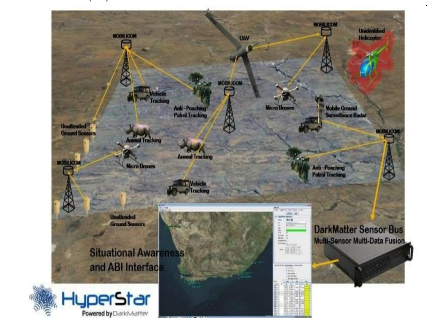 MOBILICOM
UAV
MOBILICOM
Unidentified
Helicopter
MOBILICOM
Vehicle
Tracking
Anti - Poaching
Patrol Tracking
Micro Drones
Mobile Ground
Surveillance Radar
Unattended
Ground Sensors
Animal Tracking
MOBILICOM
MOBILICOM
Micro Drones
Animal Tracking
Anti - Poaching
Patrol Tracking
Vehicle
Tracking
Unattended
Ground Sensors
Situational Awareness
and ABI Interface
DarkMatter Sensor Bus
Multi-Sensor Multi-Data Fusion
HyperStar
Powered by DarkMatter